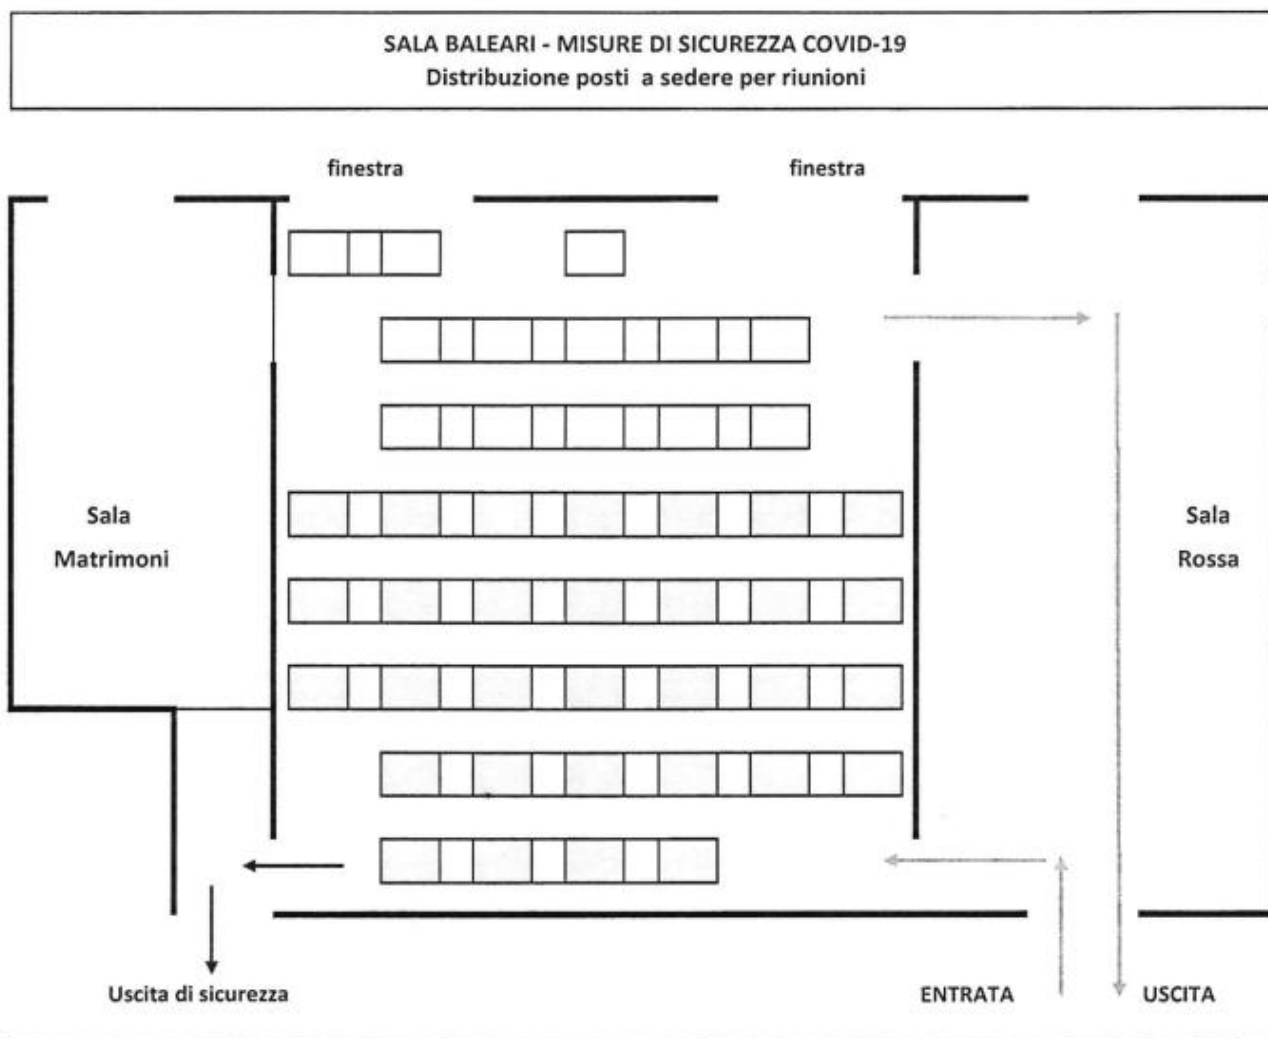 SALA BALEARI - MISURE DI SICUREZZA COVID-19
Distribuzione posti a sedere per riunioni
finestra
finestra
Sala
Matrimoni
Sala
Rossa
Uscita di sicurezza
ENTRATA
USCITA